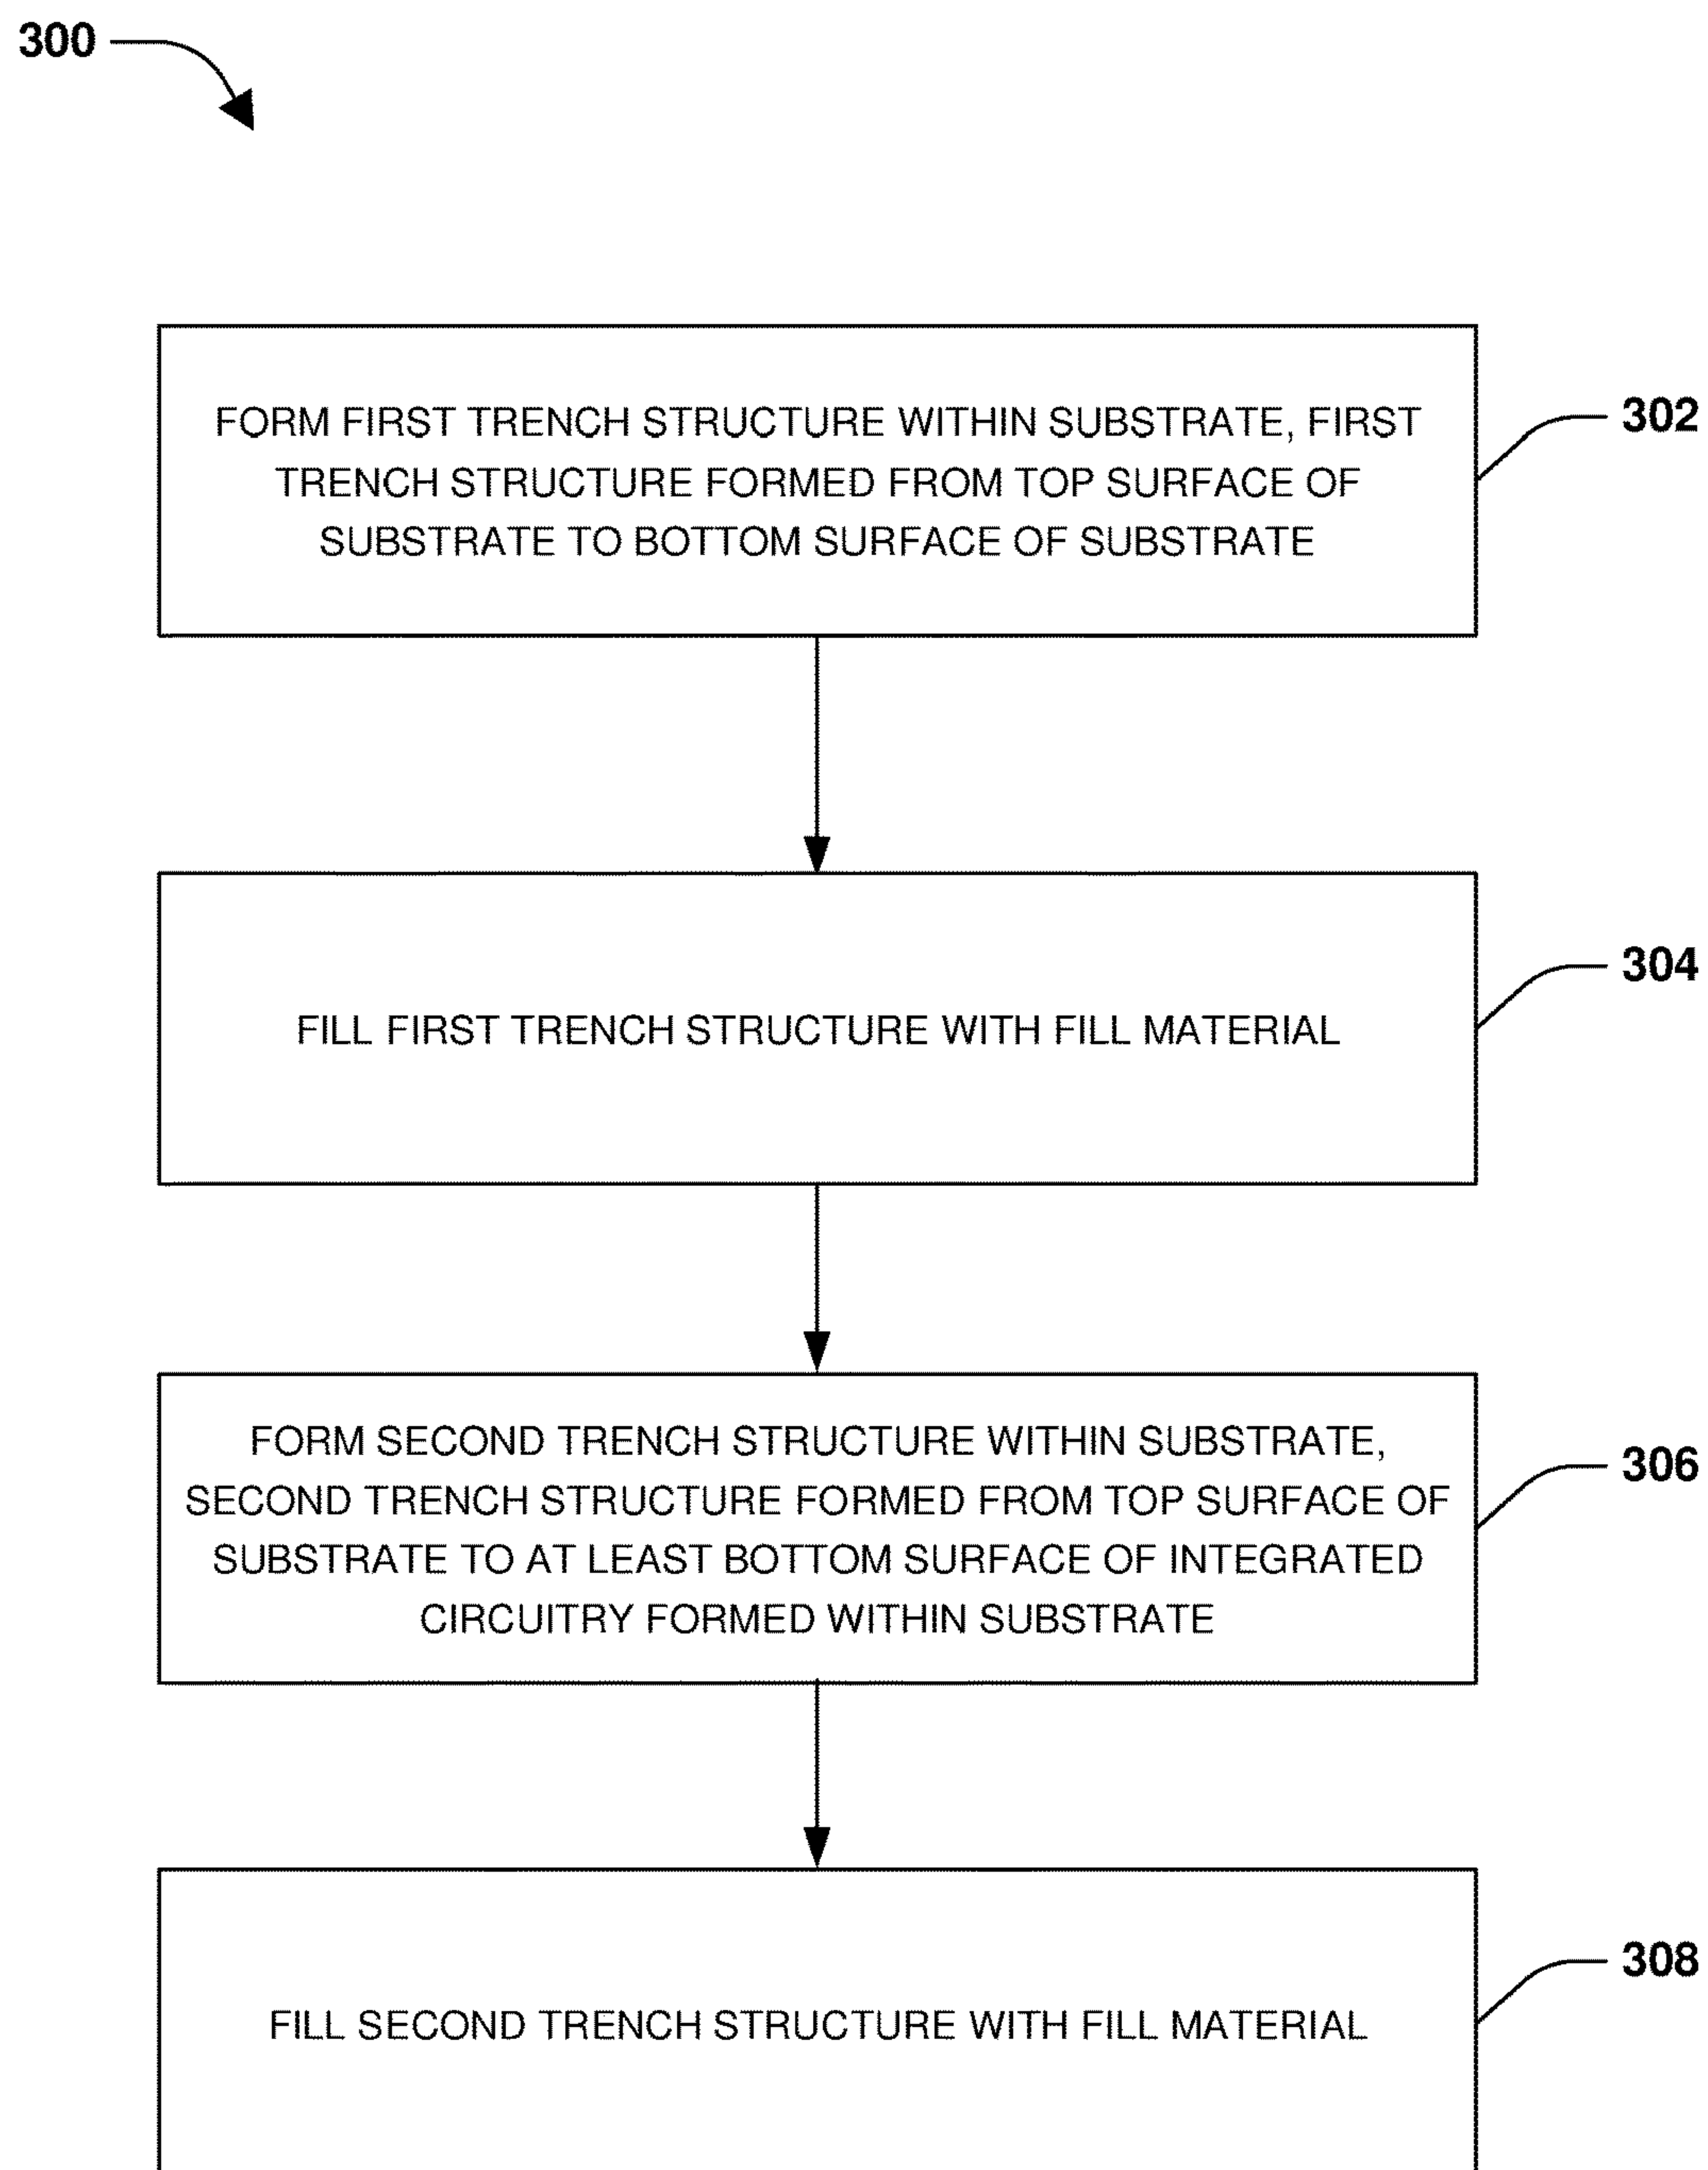 300
FORM FIRST TRENCH STRUCTURE WITHIN SUBSTRATE, FIRST
TRENCH STRUCTURE FORMED FROM TOP SURFACE OF
SUBSTRATE TO BOTTOM SURFACE OF SUBSTRATE
302
FILL FIRST TRENCH STRUCTURE WITH FILL MATERIAL
304
FORM SECOND TRENCH STRUCTURE WITHIN SUBSTRATE,
SECOND TRENCH STRUCTURE FORMED FROM TOP SURFACE OF
SUBSTRATE TO AT LEAST BOTTOM SURFACE OF INTEGRATED
CIRCUITRY FORMED WITHIN SUBSTRATE
306
FILL SECOND TRENCH STRUCTURE WITH FILL MATERIAL
308